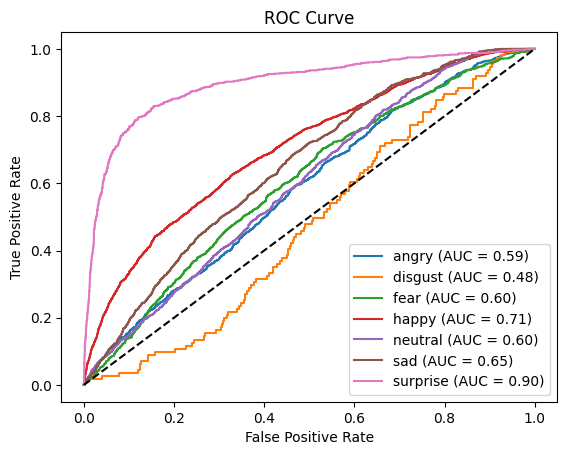 ROC Curve
True Positive Rate
1.0
0.8
0.6
0.4
0.2
0.0
angry (AUC = 0.59)
disgust (AUC = 0.48)
fear (AUC = 0.60)
happy (AUC = 0.71)
neutral (AUC = 0.60)
sad (AUC = 0.65)
surprise (AUC = 0.90)
0.0 0.2 0.4 0.6 0.8 1.0
False Positive Rate